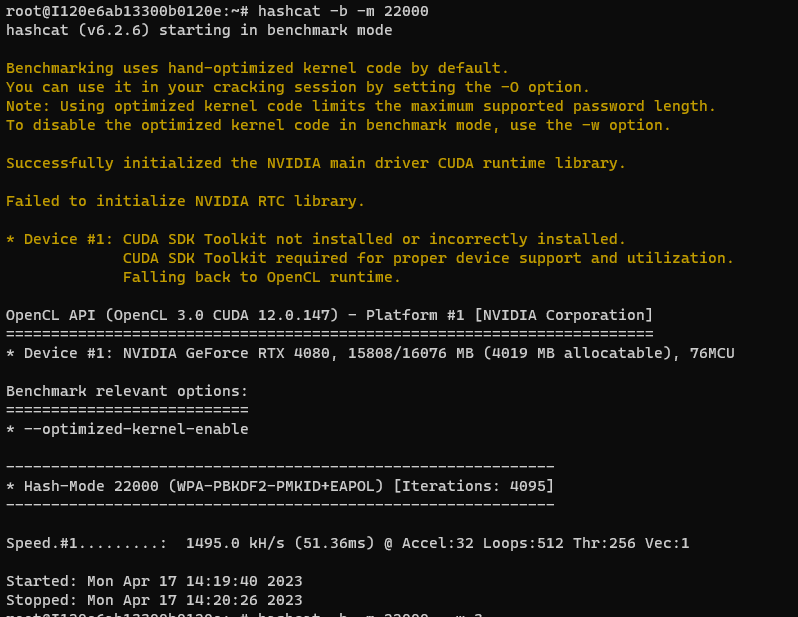 root@I120e6ab13300b0120e:~# hashcat -b -m 22000
hashcat (v6.2.6) starting in benchmark mode
Benchmarking uses hand-optimized kernel code by default.
You can use it in your cracking session by setting the -O option.
Note: Using optimized kernel code limits the maximum supported password length.
To disable the optimized kernel code in benchmark mode, use the -w option.
Successfully initialized the NVIDIA main driver CUDA runtime library.
Failed to initialize NVIDIA RTC library.
* Device #1: CUDA SDK Toolkit not installed or incorrectly installed.
CUDA SDK Toolkit required for proper device support and utilization.
Falling back to OpenCL runtime.
OpenCL API (OpenCL 3.0 CUDA 12.0.147) - Platform #1 [NVIDIA Corporation]
========================================================================
* Device #1: NVIDIA GeForce RTX 4080, 15808/16076 MB (4019 MB allocatable), 76MCU
Benchmark relevant options:
===========================
* --optimized-kernel-enable
-------------------------------------------------------------
* Hash-Mode 22000 (WPA-PBKDF2-PMKID+EAPOL) [Iterations: 4095]
-------------------------------------------------------------
Speed.#1.........:  1495.0 kH/s (51.36ms) @ Accel:32 Loops:512 Thr:256 Vec:1
Started: Mon Apr 17 14:19:40 2023
Stopped: Mon Apr 17 14:20:26 2023
root@I120e6ab13300b0120e:~# hashcat -b -m 22000